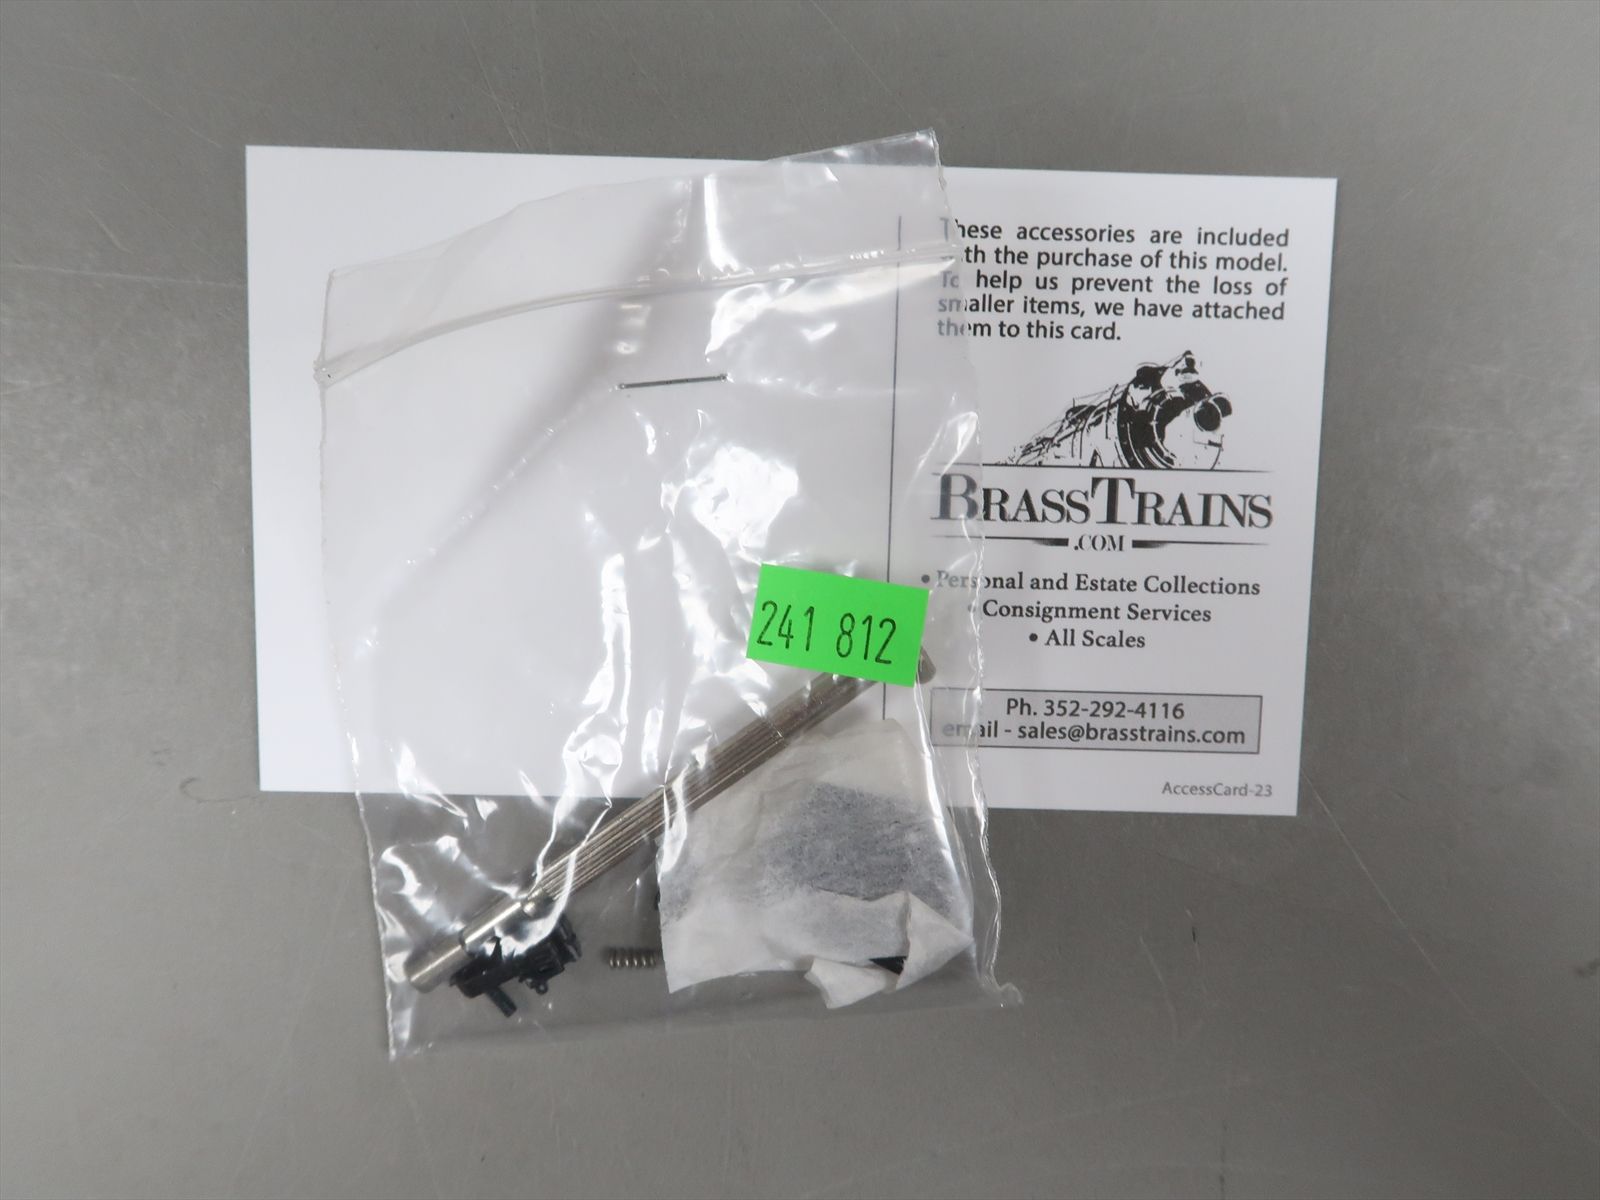 These accessories are included
with the purchase of this model.
To help us prevent the loss of
smaller items, we have attached
them to this card.
BRASSTRAINS
.COM
• Personal and Estate Collections
• Consignment Services
• All Scales
241 812
Ph. 352-292-4116
email - sales@brasstrains.com
AccessCard-23